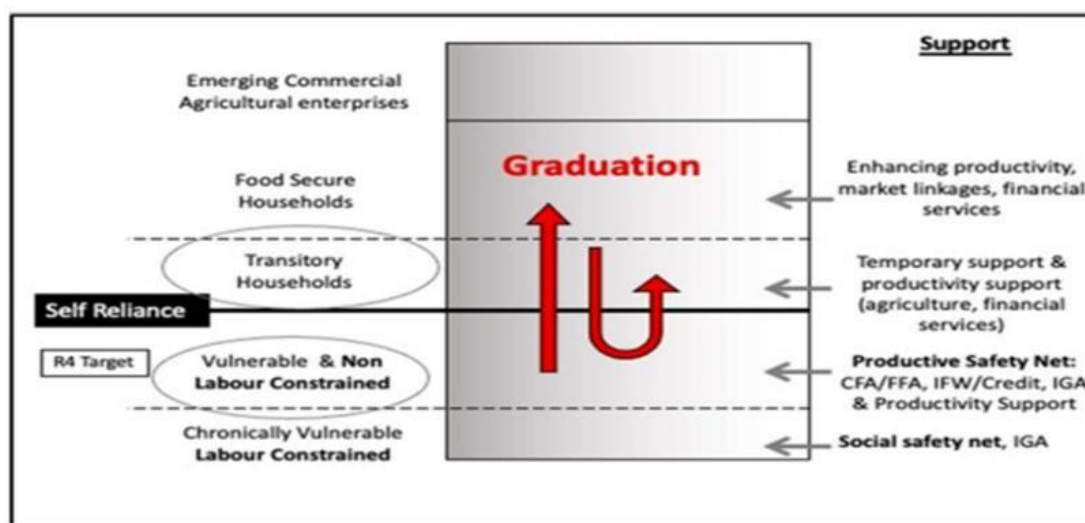 Support
Emerging Commercial
Agricultural enterprises
Graduation
Food Secure
Households
Enhancing productivity,
market linkages, financial
services
Transitory
Households
Temporary support &
productivity support
(agriculture, financial
services)
Self Reliance
R4 Target
Vulnerable & Non
Labour Constrained
Productive Safety Net:
CFA/FFA, IFW/Credit, IGA
& Productivity Support
Chronically Vulnerable
Labour Constrained
Social safety net, IGA